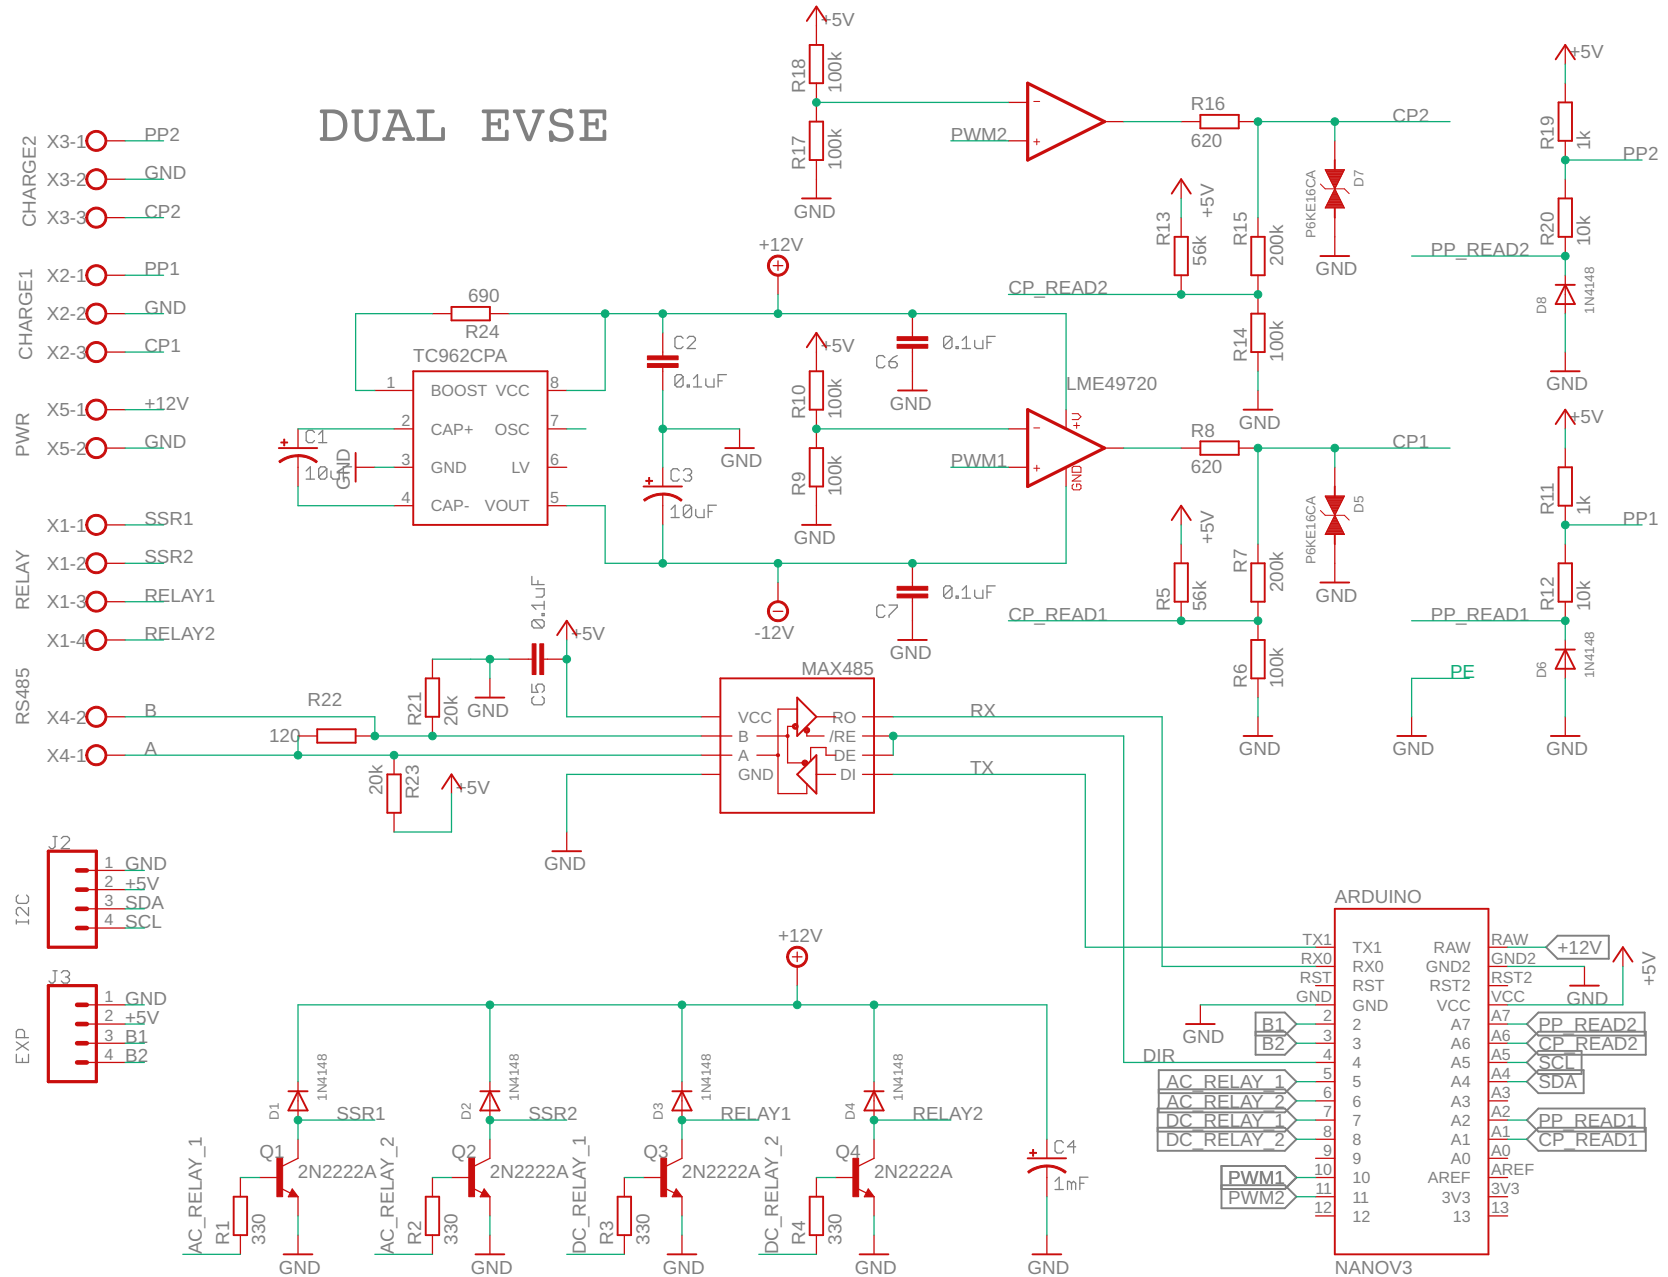 DUAL EVSE
CHARGE2
X3-1 PP2
X3-2 GND
X3-3 CP2
CHARGE1
X2-1 PP1
X2-2 GND
X2-3 CP1
PWR
X5-1 +12V
X5-2 GND
RELAY
X1-1 SSR1
X1-2 SSR2
X1-3 RELAY1
X1-4 RELAY2
RS485
X4-2 B
X4-1 A
J2
I2C
1 GND
2 +5V
3 SDA
4 SCL
J3
EXP
1 GND
2 +5V
3 B1
4 B2
690
R24
TC962CPA
1 BOOST VCC 8
2 CAP+ OSC 7
3 GND LV 6
4 CAP- VOUT 5
C1
10uF
GND
+12V
C2
0.1uF
GND
C3
10uF
-12V
C6
0.1uF
GND
C7
0.1uF
GND
+5V
R18
100k
R17
100k
GND
PWM2
-
+
R16
620
CP2
R13
56k
+5V
R15
200k
CP_READ2
R14
100k
GND
P6KE16CA
D7
GND
+5V
R19
1k
PP2
R20
10k
PP_READ2
D8
1N4148
GND
+5V
R10
100k
R9
100k
GND
PWM1
LME49720
V+
GND
-
+
R8
620
CP1
R5
56k
+5V
R7
200k
CP_READ1
R6
100k
GND
P6KE16CA
D5
GND
+5V
R11
1k
PP1
R12
10k
PP_READ1
D6
1N4148
GND
PE
GND
R22
120
R21
20k
GND
C5
0.1uF
+5V
20k
R23
+5V
GND
MAX485
VCC RO
B /RE
A DE
GND DI
RX
TX
DIR
+12V
D1
1N4148
SSR1
Q1
2N2222A
AC_RELAY_1
R1
330
GND
D2
1N4148
SSR2
Q2
2N2222A
AC_RELAY_2
R2
330
GND
D3
1N4148
RELAY1
Q3
2N2222A
DC_RELAY_1
R3
330
GND
D4
1N4148
RELAY2
Q4
2N2222A
DC_RELAY_2
R4
330
GND
C4
1mF
GND
ARDUINO
TX1 TX1 RAW RAW +12V
RX0 RX0 GND2 GND2
RST RST RST2 RST2
GND GND VCC VCC
GND
GND
+5V
B1 2 2 A7 A7 PP_READ2
B2 3 3 A6 A6 CP_READ2
4 4 A5 A5 SCL
AC_RELAY_1 5 5 A4 A4 SDA
AC_RELAY_2 6 6 A3 A3
DC_RELAY_1 7 7 A2 A2 PP_READ1
DC_RELAY_2 8 8 A1 A1 CP_READ1
9 9 A0 A0
PWM1 10 10 AREF AREF
PWM2 11 11 3V3 3V3
12 12 13 13
NANOV3